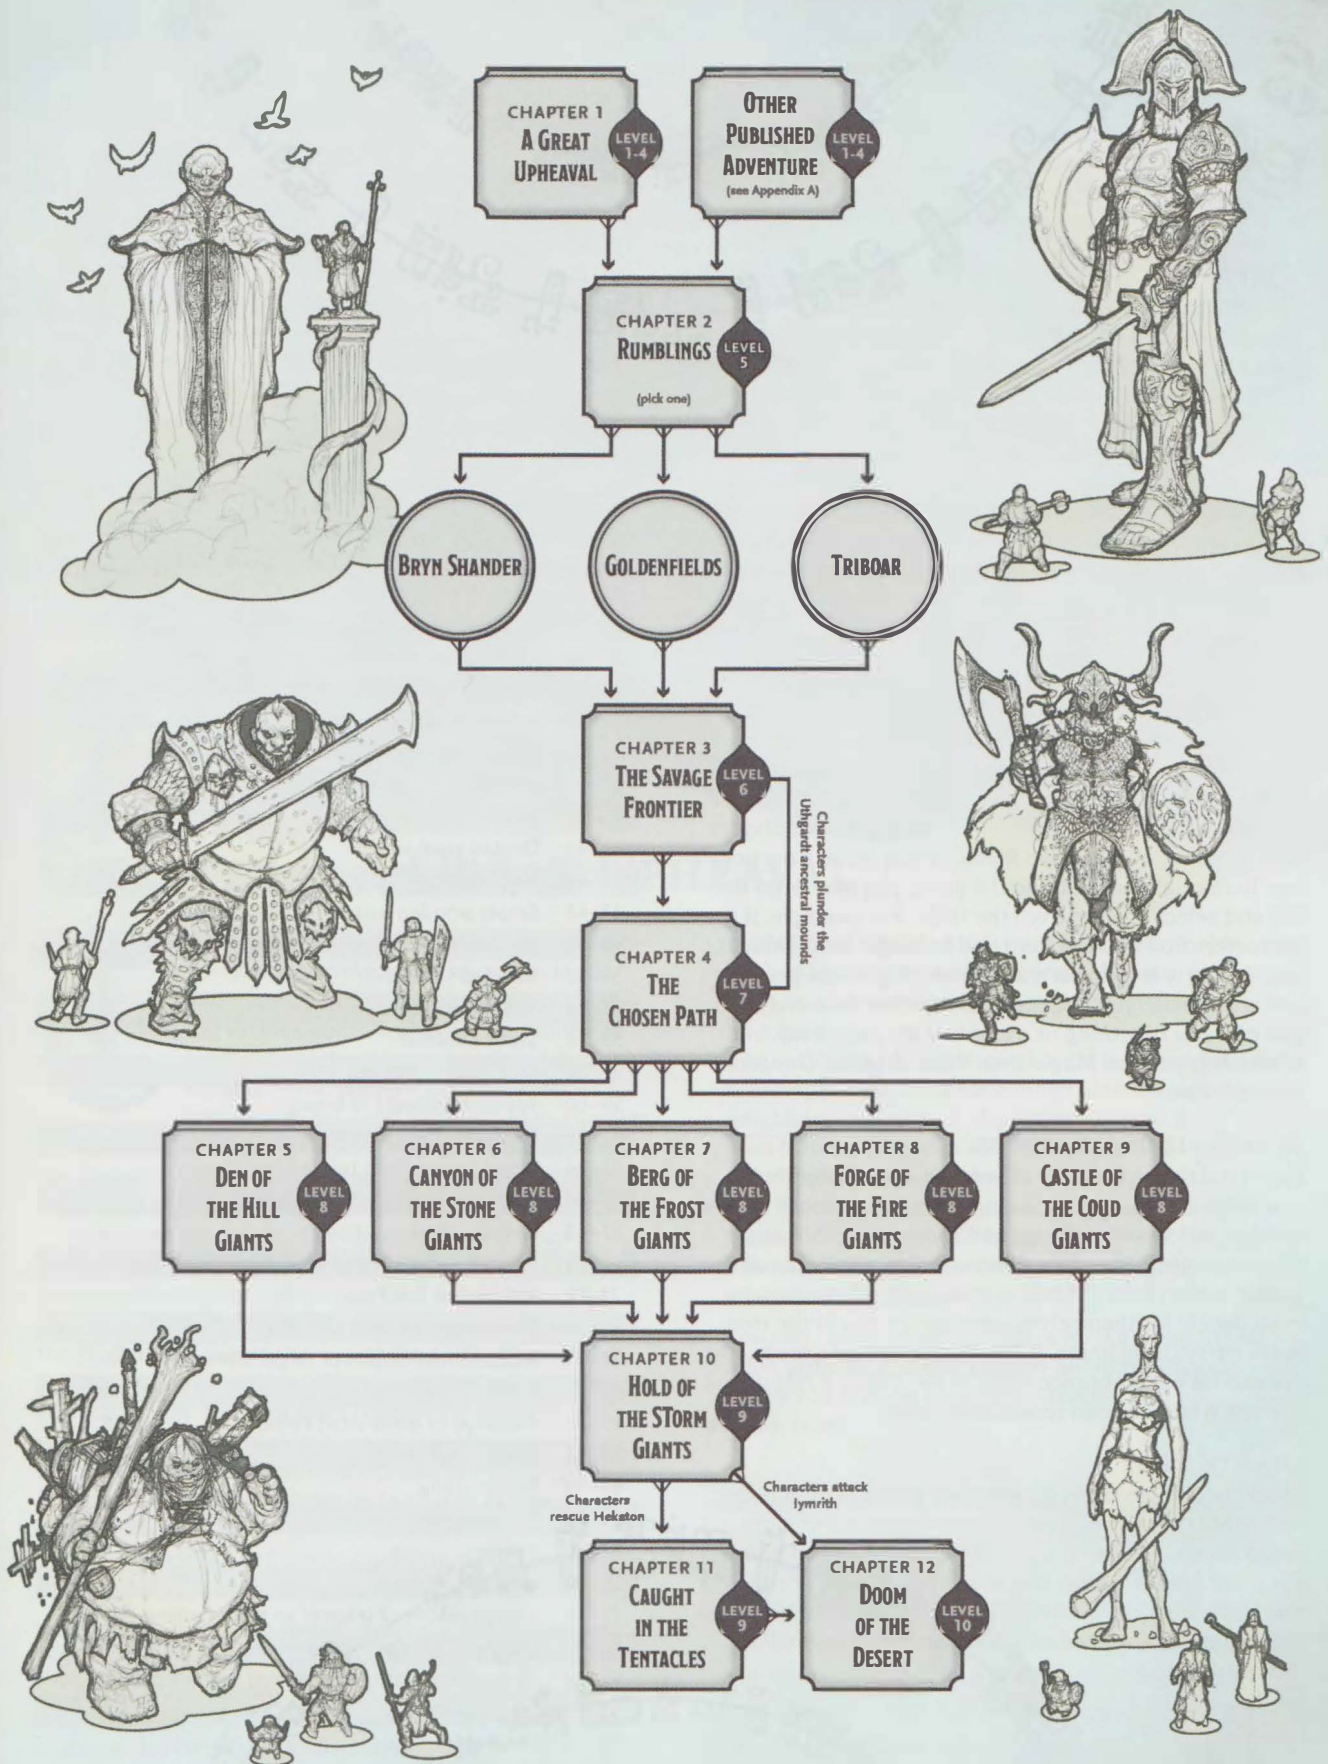 CHAPTER 1
A GREAT
UPHEAVAL
LEVEL
1-4
OTHER
PUBLISHED
ADVENTURE
(see Appendix A)
LEVEL
1-4
CHAPTER 2
RUMBLINGS
(pick one)
LEVEL
5
BRYN SHANDER
GOLDENFIELDS
TRIBOAR
CHAPTER 3
THE SAVAGE
FRONTIER
LEVEL
6
Characters plunder the
Uthgardt ancestral mounds
CHAPTER 4
THE
CHOSEN PATH
LEVEL
7
CHAPTER 5
DEN OF
THE HILL
GIANTS
LEVEL
8
CHAPTER 6
CANYON OF
THE STONE
GIANTS
LEVEL
8
CHAPTER 7
BERG OF
THE FROST
GIANTS
LEVEL
8
CHAPTER 8
FORGE OF
THE FIRE
GIANTS
LEVEL
8
CHAPTER 9
CASTLE OF
THE COUD
GIANTS
LEVEL
8
CHAPTER 10
HOLD OF
THE STORM
GIANTS
LEVEL
9
Characters
rescue Hekaton
Characters attack
lymrith
CHAPTER 11
CAUGHT
IN THE
TENTACLES
LEVEL
9
CHAPTER 12
DOOM
OF THE
DESERT
LEVEL
10